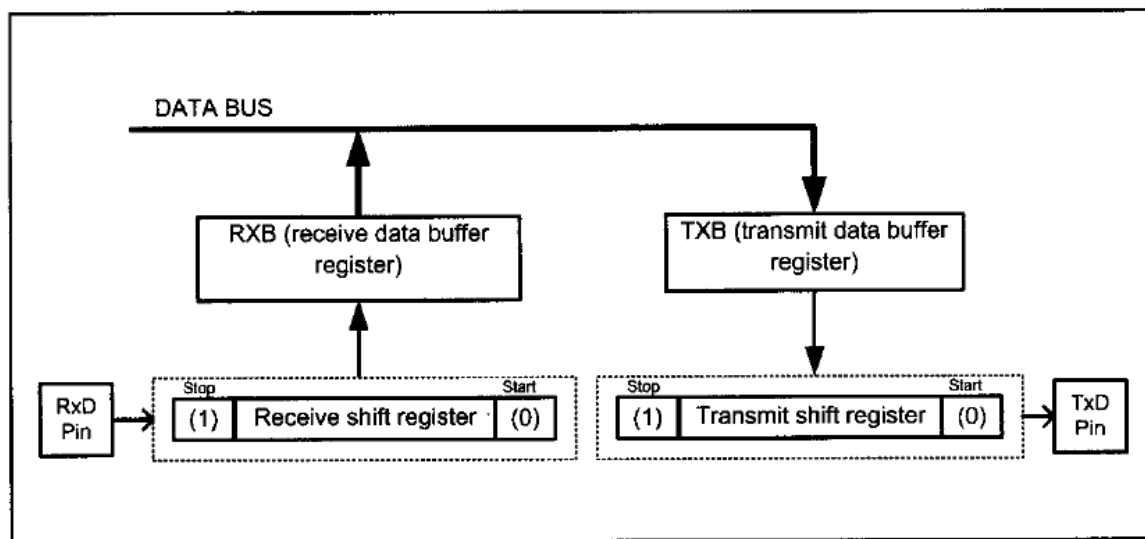 DATA BUS
RXB (receive data buffer
register)
TXB (transmit data buffer
register)
Stop
Start
RxD
Pin
(1)
Receive shift register
(0)
Stop
Start
(1)
Transmit shift register
(0)
TxD
Pin